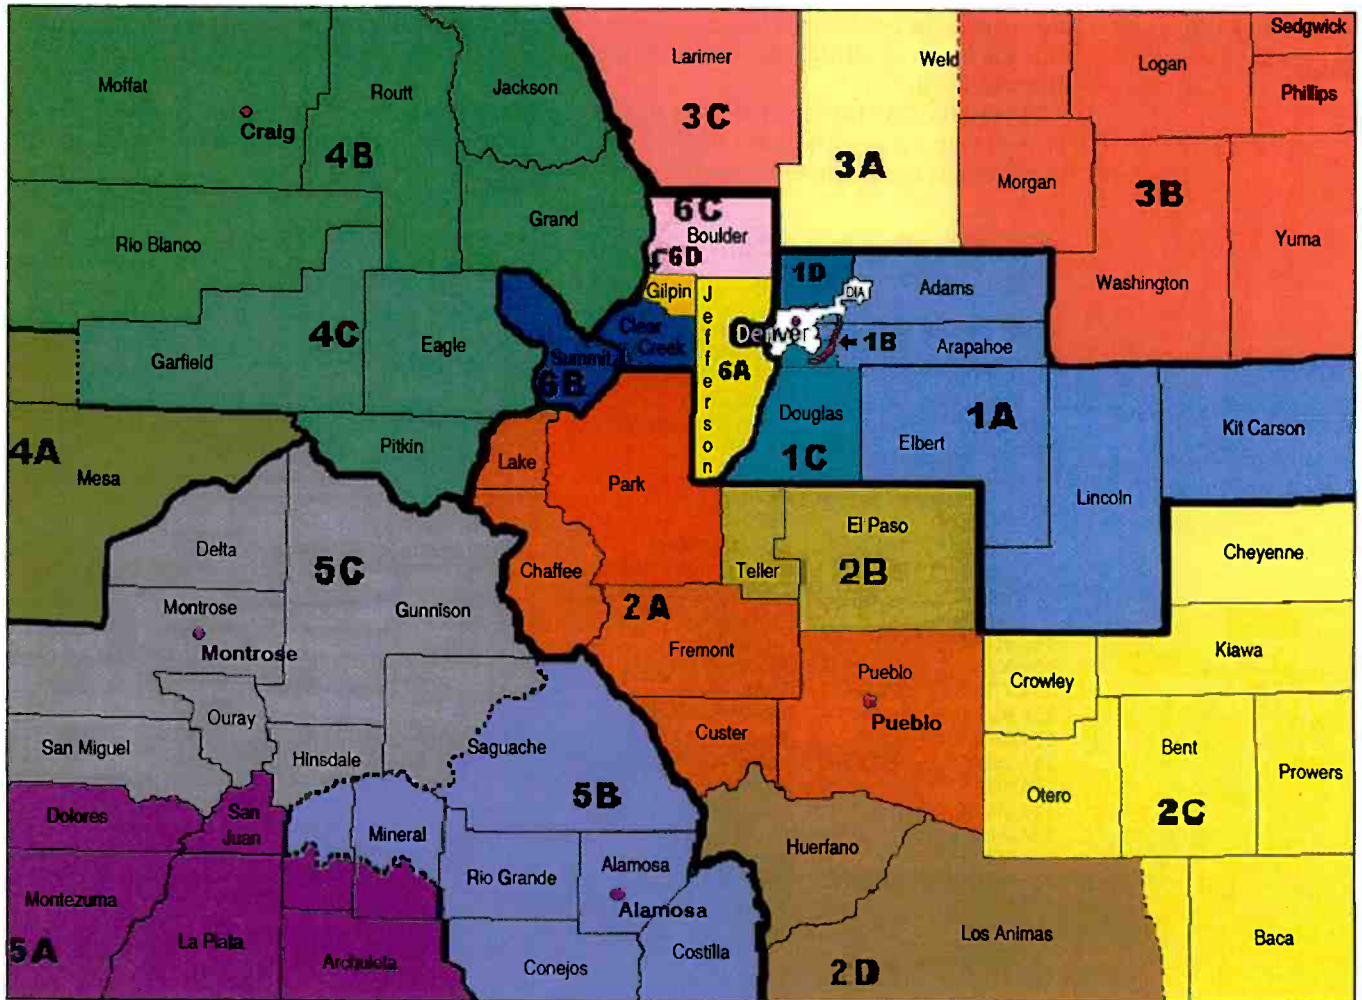 Moffat
Craig
Routt
4B
Jackson
Larimer
3C
Weld
3A
Logan
Sedgwick
Phillips
Morgan
3B
Yuma
Washington
Rio Blanco
Grand
6C
Boulder
6D
Gilpin
Jefferson
6A
1D
DIA
Adams
Denver
1B
Arapahoe
Garfield
4C
Eagle
Summit
6B
Clear
Creek
Douglas
1C
Elbert
1A
Lincoln
Kit Carson
4A
Mesa
Pitkin
Lake
Park
El Paso
Teller
2B
Cheyenne
Delta
5C
Chaffee
Montrose
Montrose
Gunnison
2A
Fremont
Pueblo
Pueblo
Crowley
Kiawa
Ouray
San Miguel
Hinsdale
Saguache
Custer
Otero
Bent
2C
Prowers
Dolores
San
Juan
Mineral
5B
Huerfano
Montezuma
5A
La Plata
Archuleta
Rio Grande
Alamosa
Alamosa
Conejos
Costilla
Los Animas
2D
Baca